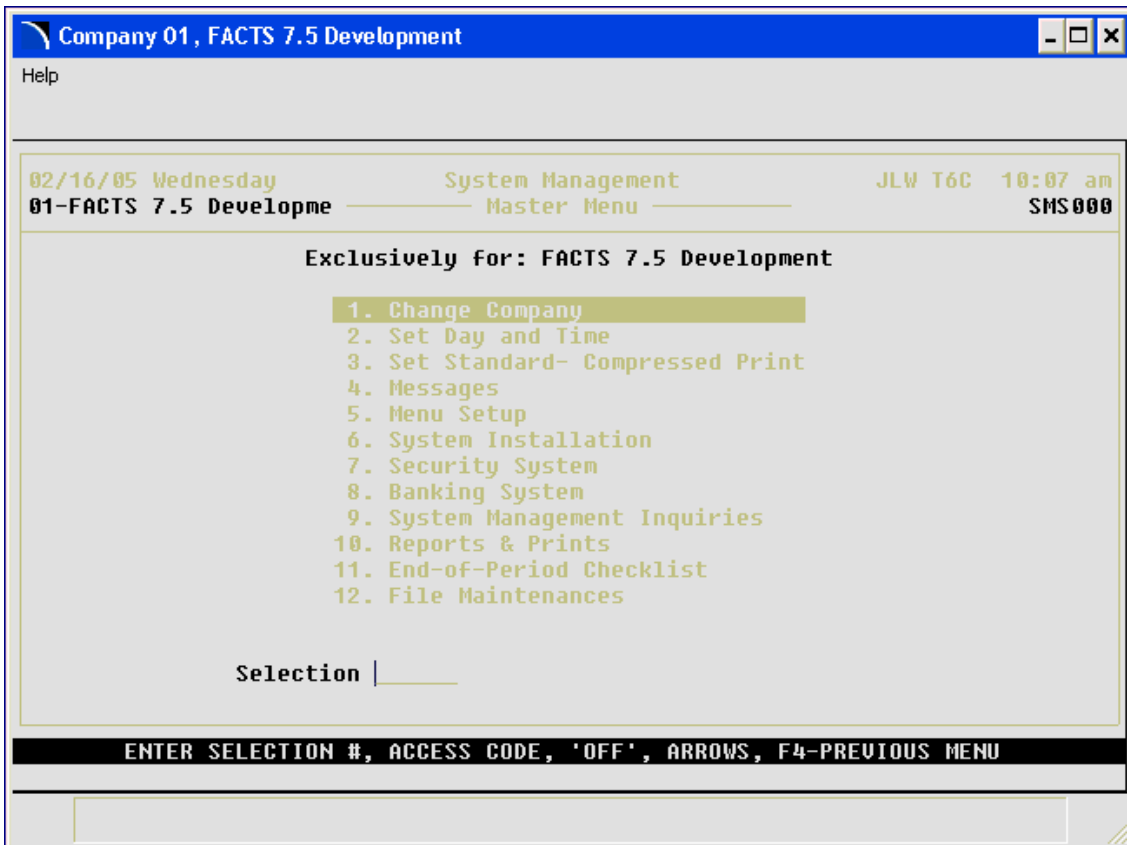 Company 01, FACTS 7.5 Development
Help
02/16/05 Wednesday System Management JLW T6C 10:07 am
01-FACTS 7.5 Developme Master Menu SMS000
Exclusively for: FACTS 7.5 Development
1. Change Company
2. Set Day and Time
3. Set Standard- Compressed Print
4. Messages
5. Menu Setup
6. System Installation
7. Security System
8. Banking System
9. System Management Inquiries
10. Reports & Prints
11. End-of-Period Checklist
12. File Maintenances
Selection
ENTER SELECTION #, ACCESS CODE, 'OFF', ARROWS, F4-PREVIOUS MENU